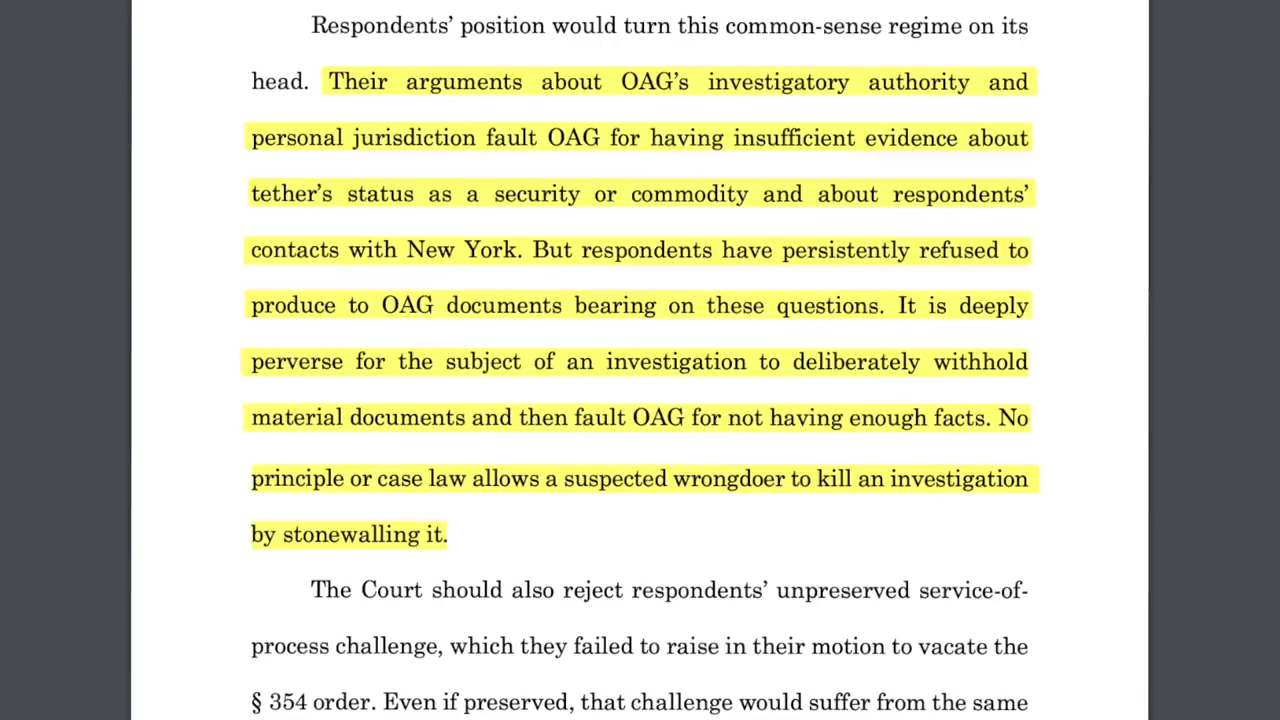 Respondents’ position would turn this common-sense regime on its
head. Their arguments about OAG’s investigatory authority and
personal jurisdiction fault OAG for having insufficient evidence about
tether’s status as a security or commodity and about respondents’
contacts with New York. But respondents have persistently refused to
produce to OAG documents bearing on these questions. It is deeply
perverse for the subject of an investigation to deliberately withhold
material documents and then fault OAG for not having enough facts. No
principle or case law allows a suspected wrongdoer to kill an investigation
by stonewalling it.
The Court should also reject respondents’ unpreserved service-of-
process challenge, which they failed to raise in their motion to vacate the
§ 354 order. Even if preserved, that challenge would suffer from the same